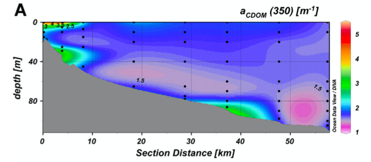 A
a CDOM (350) [m⁻¹]
0
40
80
depth [m]
1.5
1.5
0 10 20 30 40 50
Section Distance [km]
5
4
3
2
1
Ocean Data View / DIVA